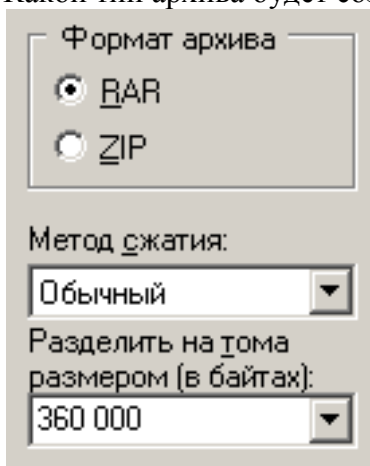 Формат архива
RAR
ZIP
Метод сжатия:
Обычный
Разделить на тома
размером (в байтах):
360 000